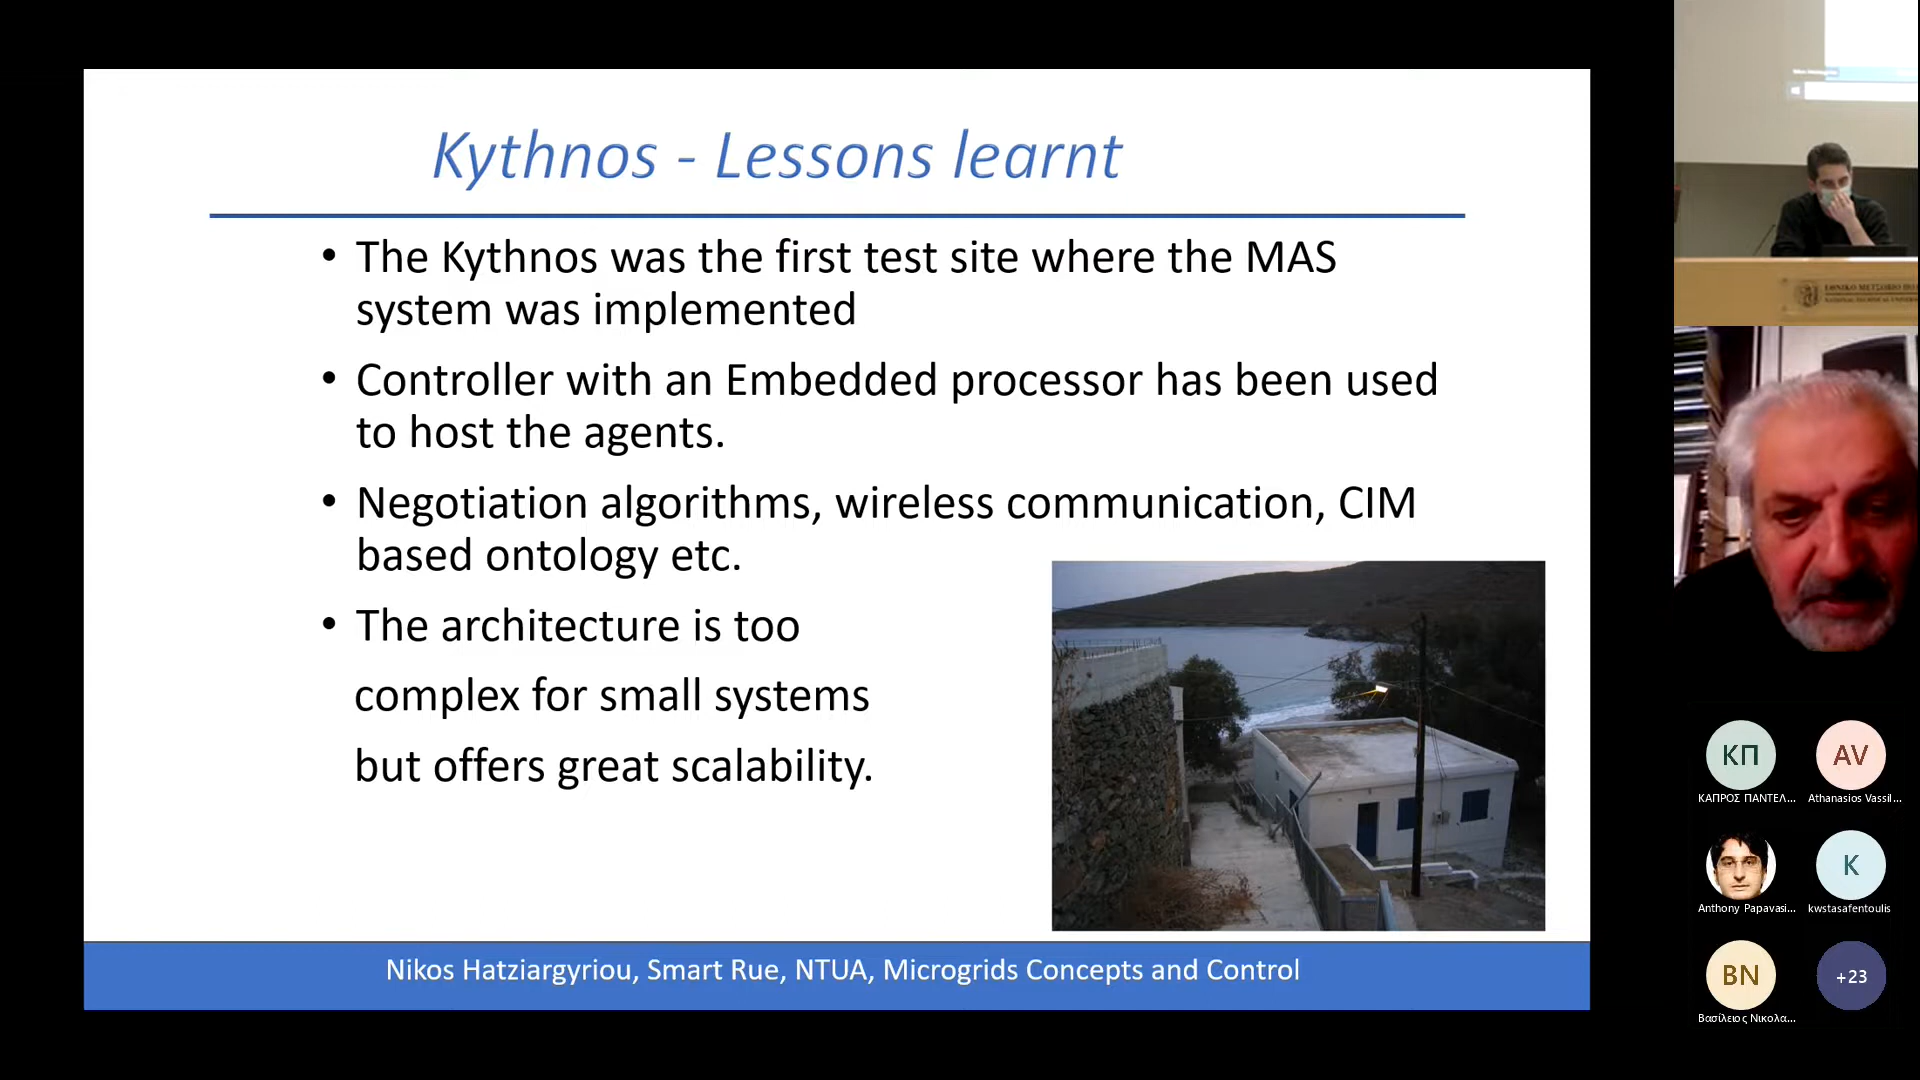 Kythnos - Lessons learnt
• The Kythnos was the first test site where the MAS
system was implemented
• Controller with an Embedded processor has been used
to host the agents.
• Negotiation algorithms, wireless communication, CIM
based ontology etc.
• The architecture is too
complex for small systems
but offers great scalability.
Nikos Hatziargyriou, Smart Rue, NTUA, Microgrids Concepts and Control
ΚΠ
AV
ΚΑΠΡΟΣ ΠΑΝΤΕΛ...
Athanasios Vassil...
K
Anthony Papavasi...
kwstasafentoulis
BN
+23
Βασίλειος Νικολα...